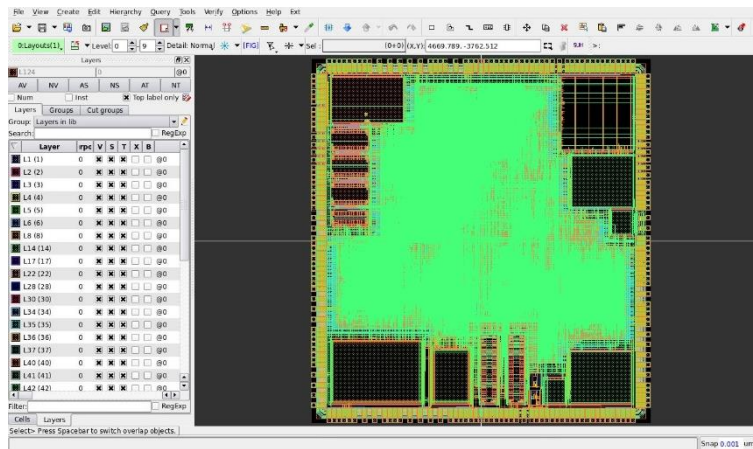 File View Create Edit Hierarchy Query Tools Verify Options Help Ext
0:Layouts(1) Level: 0 9 Detail: Normal [FIG] Sel : (0+0) (X,Y) 4669.789,-3762.512
Layers
L124 0 @0
AV NV AS NS AT NT
Num Inst Top label only
Layers Groups Cut groups
Group: Layers in lib
Search: RegExp
Layer V S T X B
L1 (1) 0 @0
L2 (2) 0 @0
L3 (3) 0 @0
L4 (4) 0 @0
L5 (5) 0 @0
L6 (6) 0 @0
L8 (8) 0 @0
L14 (14) 0 @0
L17 (17) 0 @0
L22 (22) 0 @0
L28 (28) 0 @0
L30 (30) 0 @0
L34 (34) 0 @0
L35 (35) 0 @0
L36 (36) 0 @0
L37 (37) 0 @0
L40 (40) 0 @0
L41 (41) 0 @0
L42 (42) 0 @0
Filter: RegExp
Cells Layers
Select> Press Spacebar to switch overlap objects.
Snap 0.001 um